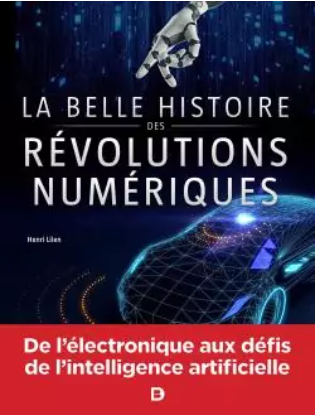 LA BELLE HISTOIRE
DES
RÉVOLUTIONS
NUMÉRIQUES
Henri Lilen
De l'électronique aux défis
de l'intelligence artificielle